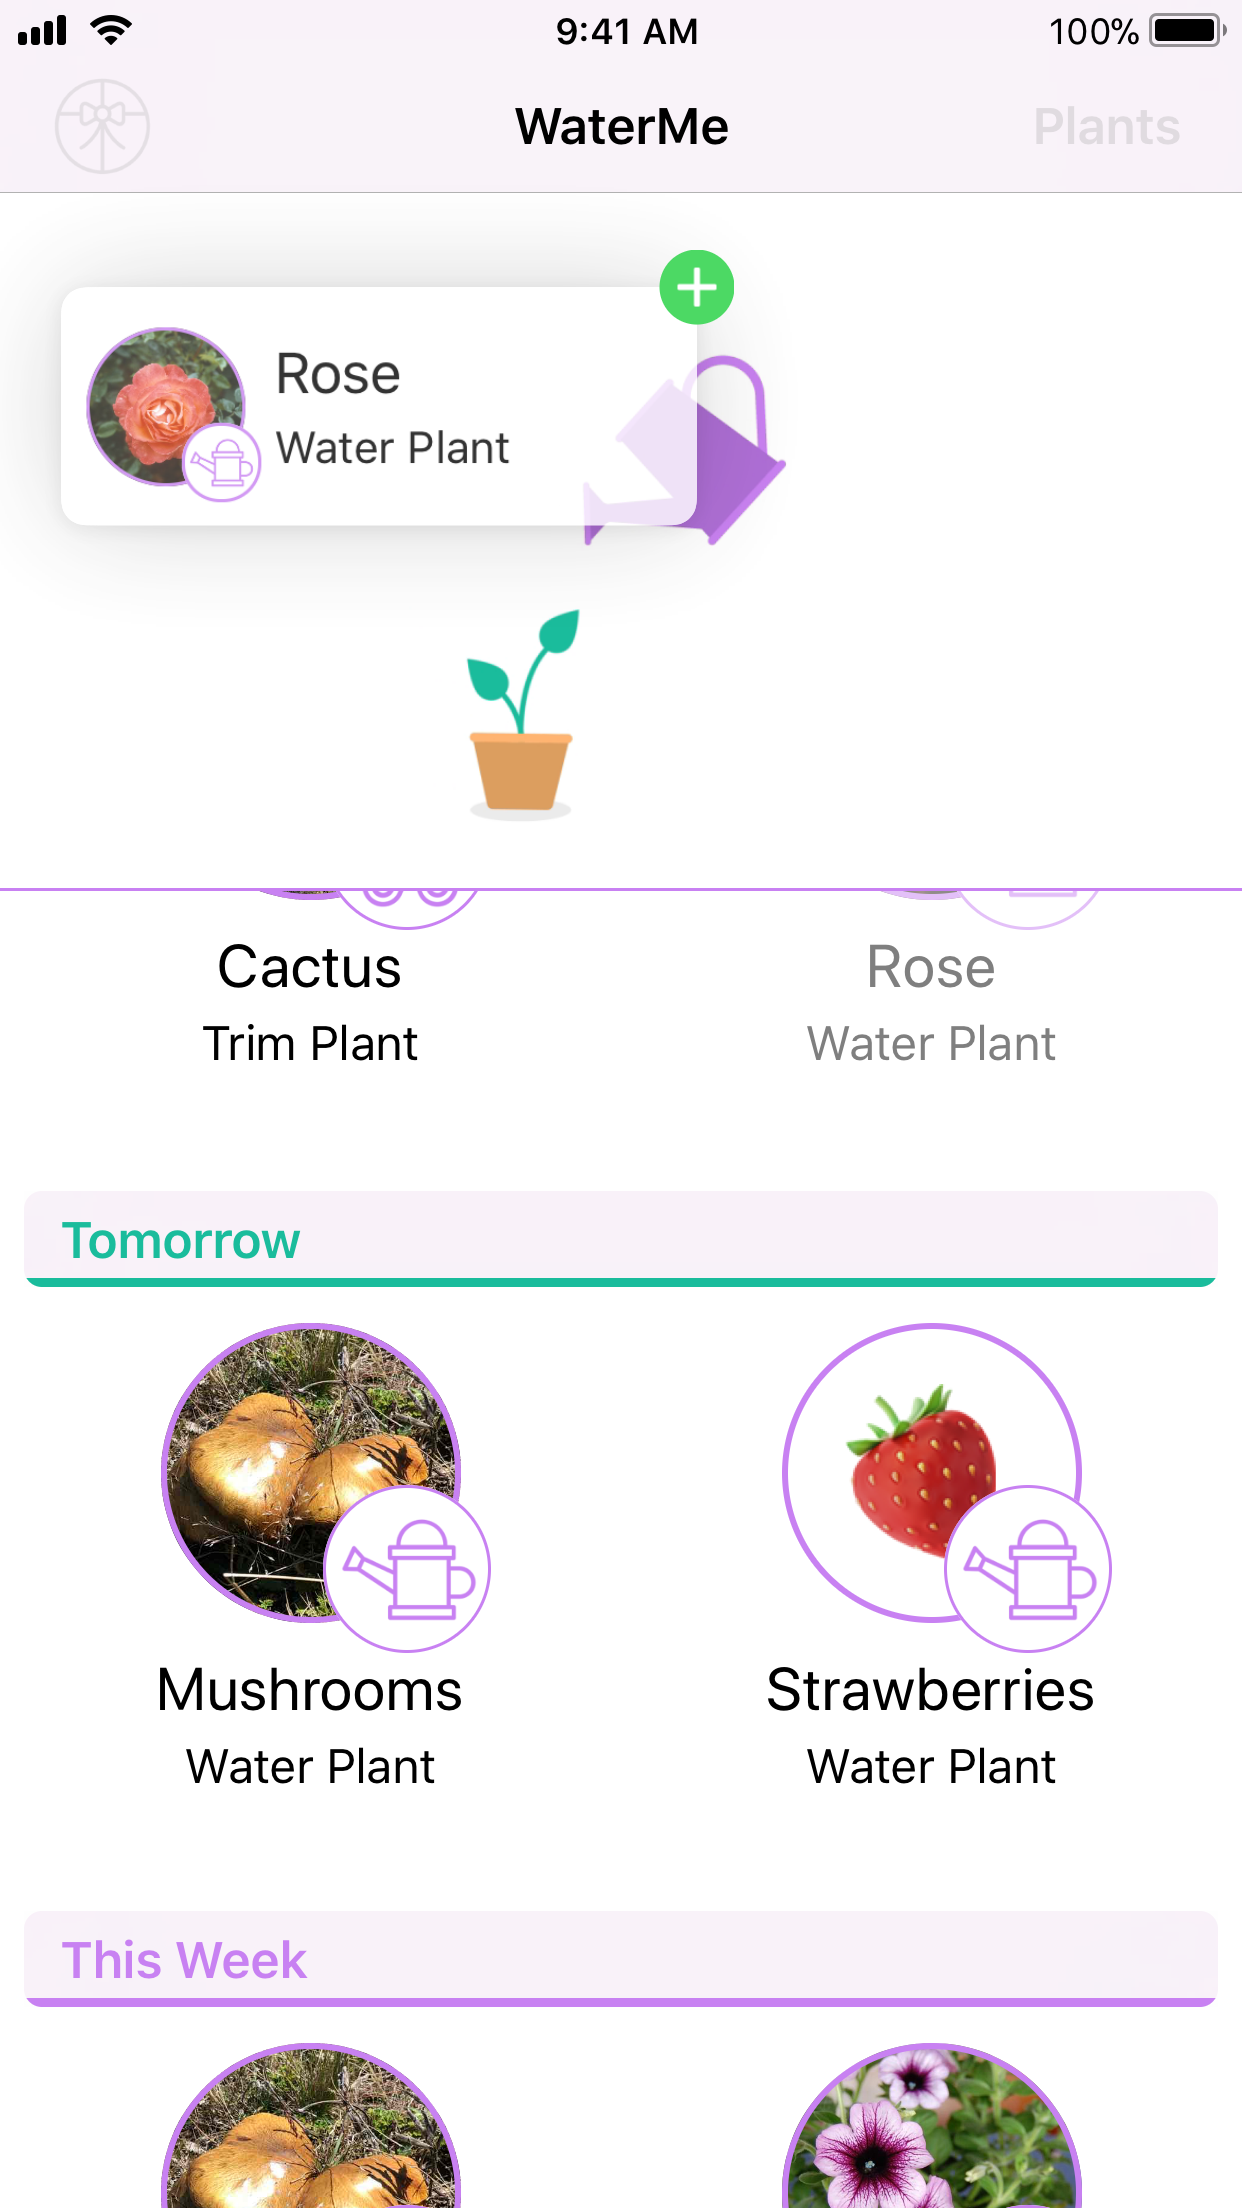 9:41 AM
100%
WaterMe
Plants
Rose
Water Plant
Cactus
Rose
Trim Plant
Water Plant
Tomorrow
Mushrooms
Strawberries
Water Plant
Water Plant
This Week